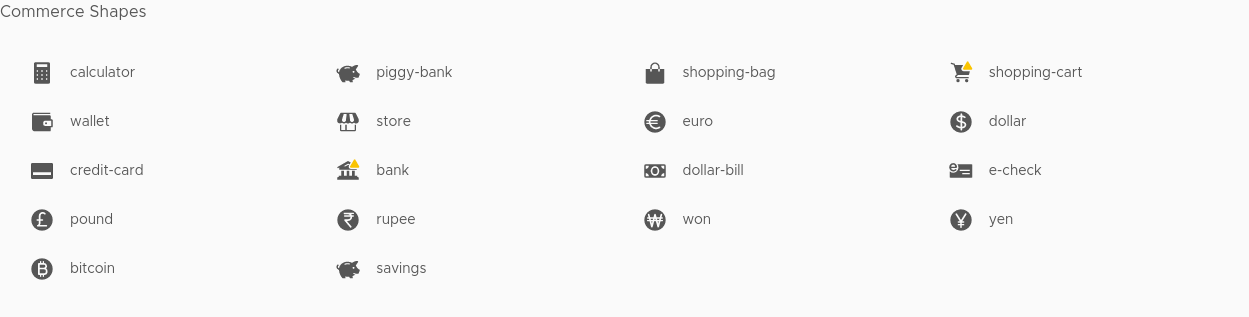 Commerce Shapes
calculator
piggy-bank
shopping-bag
shopping-cart
wallet
store
euro
dollar
credit-card
bank
dollar-bill
e-check
pound
rupee
won
yen
bitcoin
savings